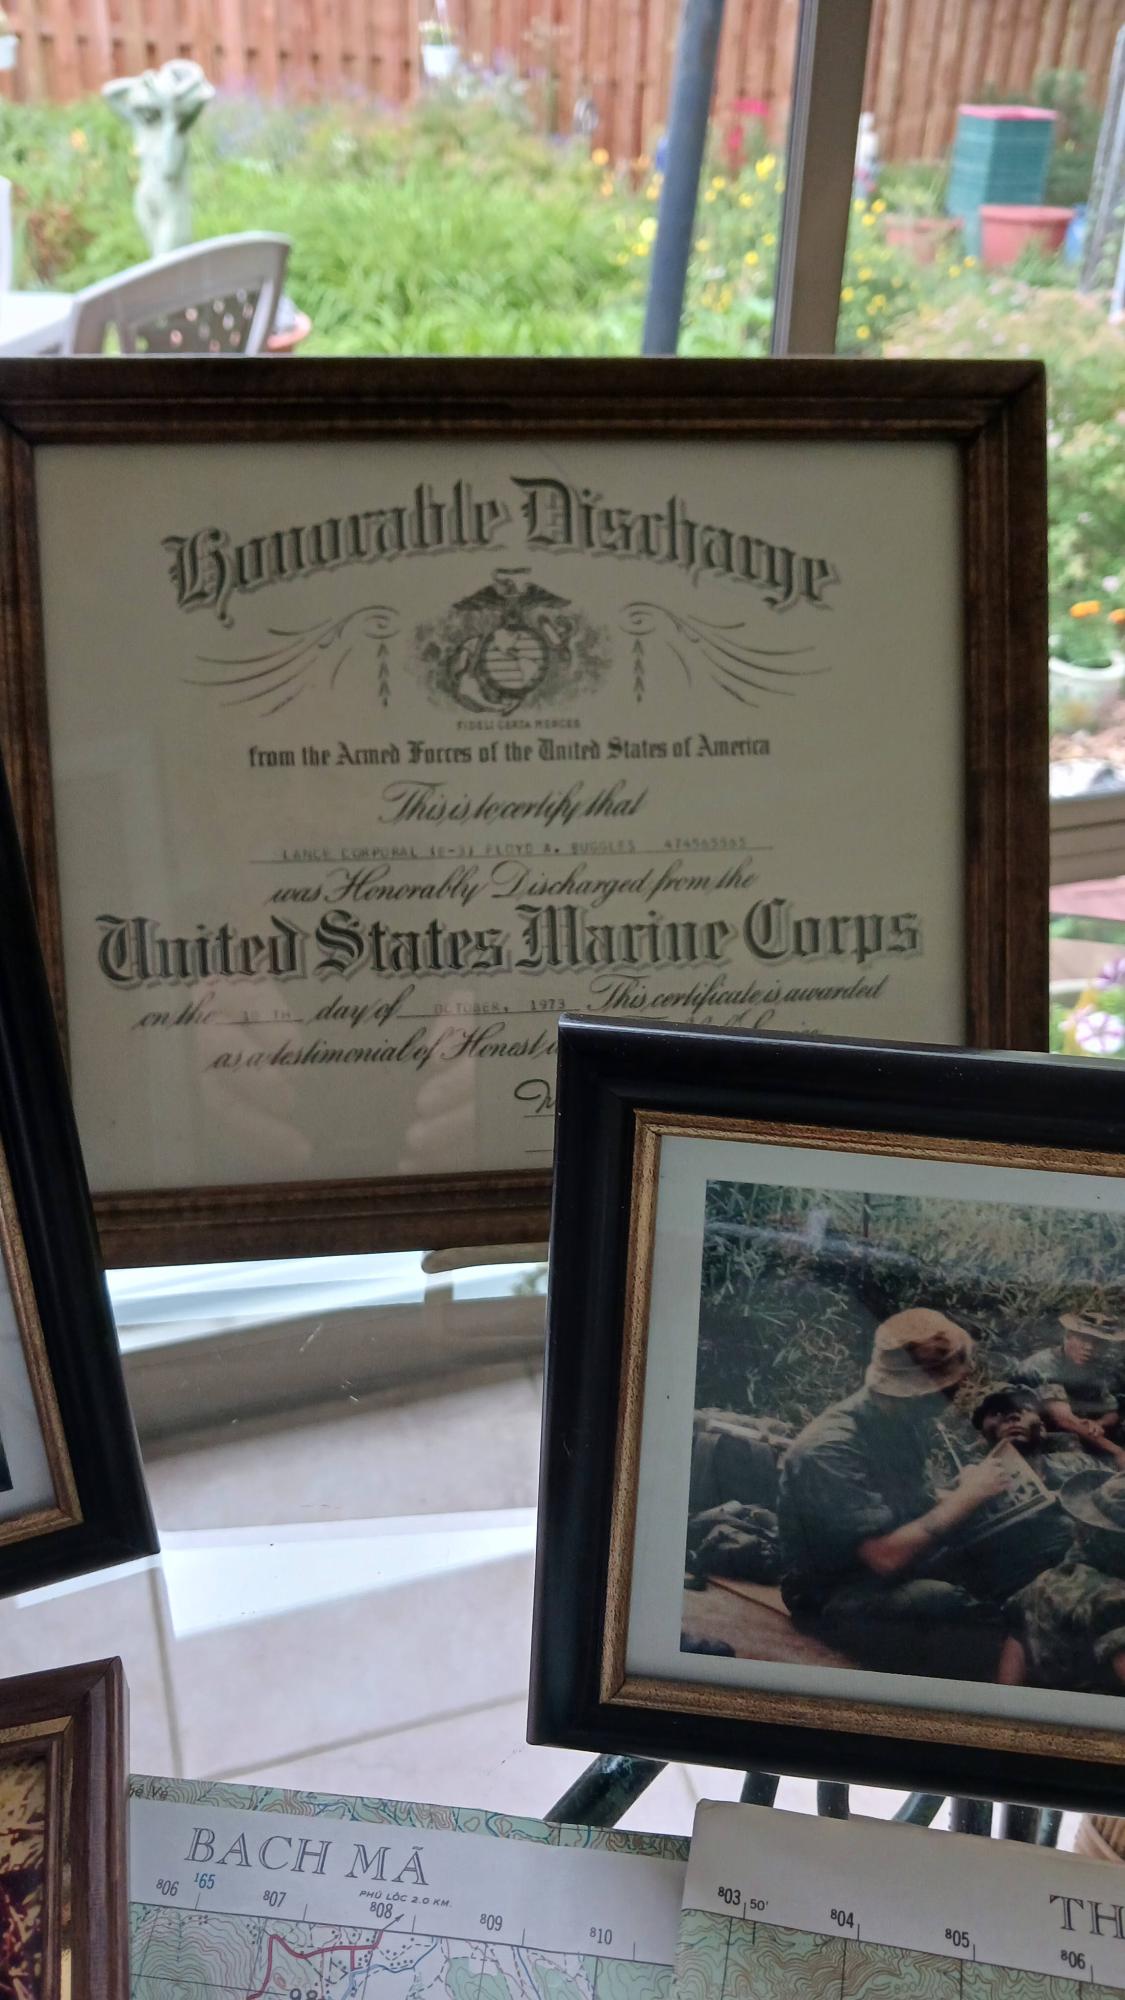 Honorable Discharge
FIDELI CERTA MERCES
from the Armed Forces of the United States of America
This is to certify that
LANCE CORPORAL (E-3) FLOYD A. RUGGLES
was Honorably Discharged from the
United States Marine Corps
on the TH day of OCTOBER, 1973. This certificate is awarded
as a testimonial of Honest
BACH MÃ
806 165 807 808 809 810
PHÚ LÔC 2.0 KM.
98
TH
803 50' 804 805 806